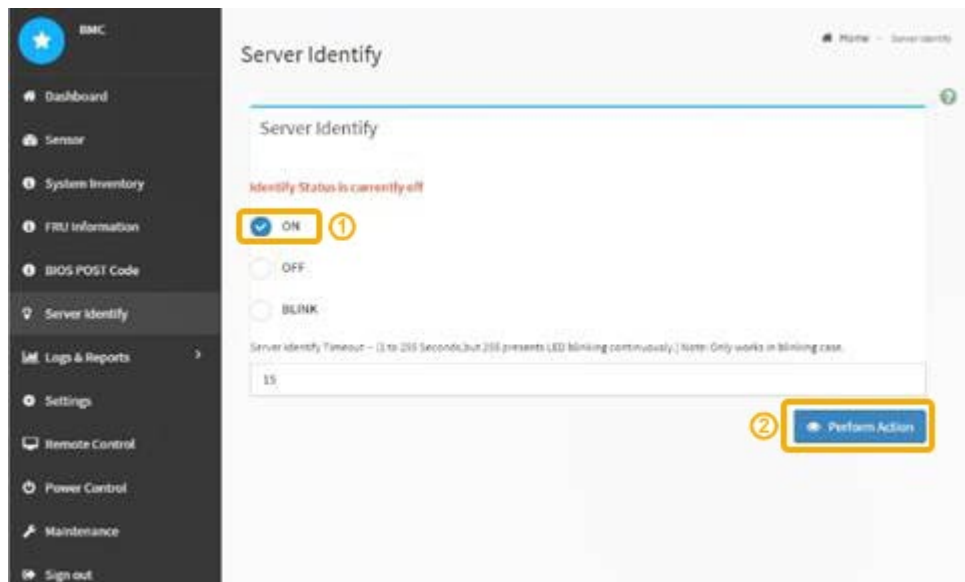 BMC
Home - Server Identify
Server Identify
Dashboard
Sensor
System Inventory
FRU Information
BIOS POST Code
Server Identify
Logs & Reports
Settings
Remote Control
Power Control
Maintenance
Sign out
Server Identify
Identify Status is currently off
ON
1
OFF
BLINK
Server Identify Timeout - (1 to 255 Seconds,but 255 presents LED blinking continuously.) Note: Only works in blinking case.
15
2
Perform Action